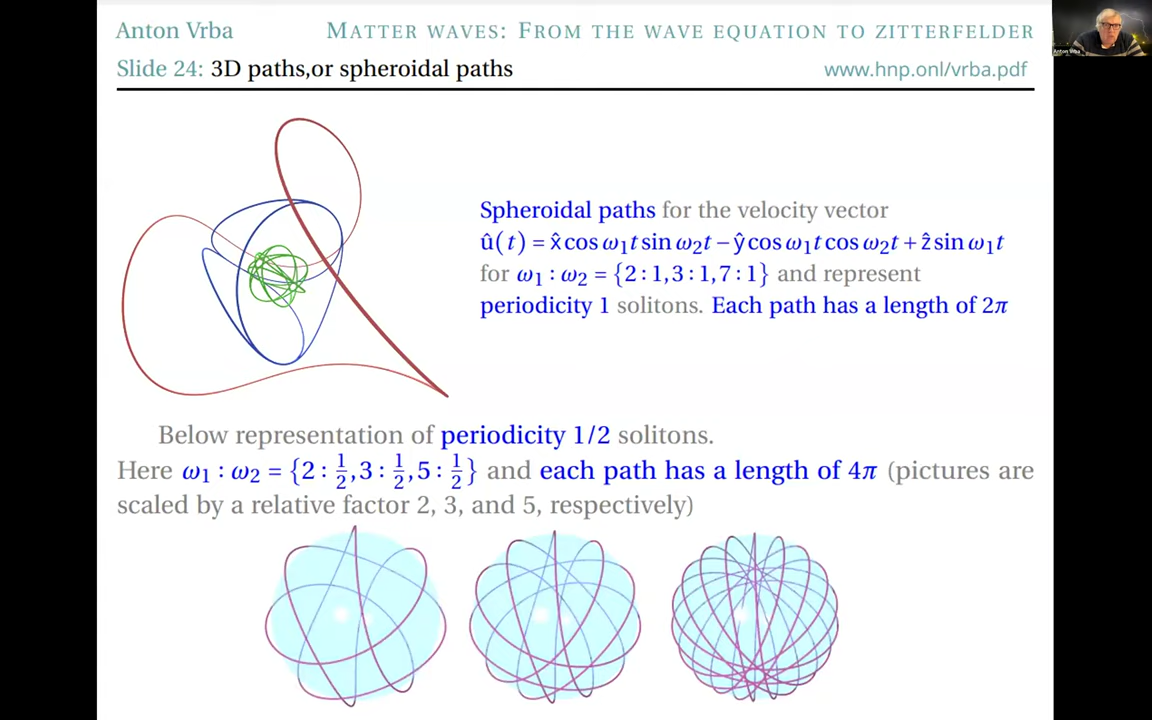 Anton Vrba MATTER WAVES: FROM THE WAVE EQUATION TO ZITTERFELDER
Slide 24: 3D paths,or spheroidal paths www.hnp.onl/vrba.pdf
Anton Vrba
Spheroidal paths for the velocity vector
û(t) = x̂ cos ω₁t sin ω₂t − ŷ cos ω₁t cos ω₂t + ẑ sin ω₁t
for ω₁ : ω₂ = {2 : 1, 3 : 1, 7 : 1} and represent
periodicity 1 solitons. Each path has a length of 2π
Below representation of periodicity 1/2 solitons.
Here ω₁ : ω₂ = {2 : 1/2, 3 : 1/2, 5 : 1/2} and each path has a length of 4π (pictures are
scaled by a relative factor 2, 3, and 5, respectively)